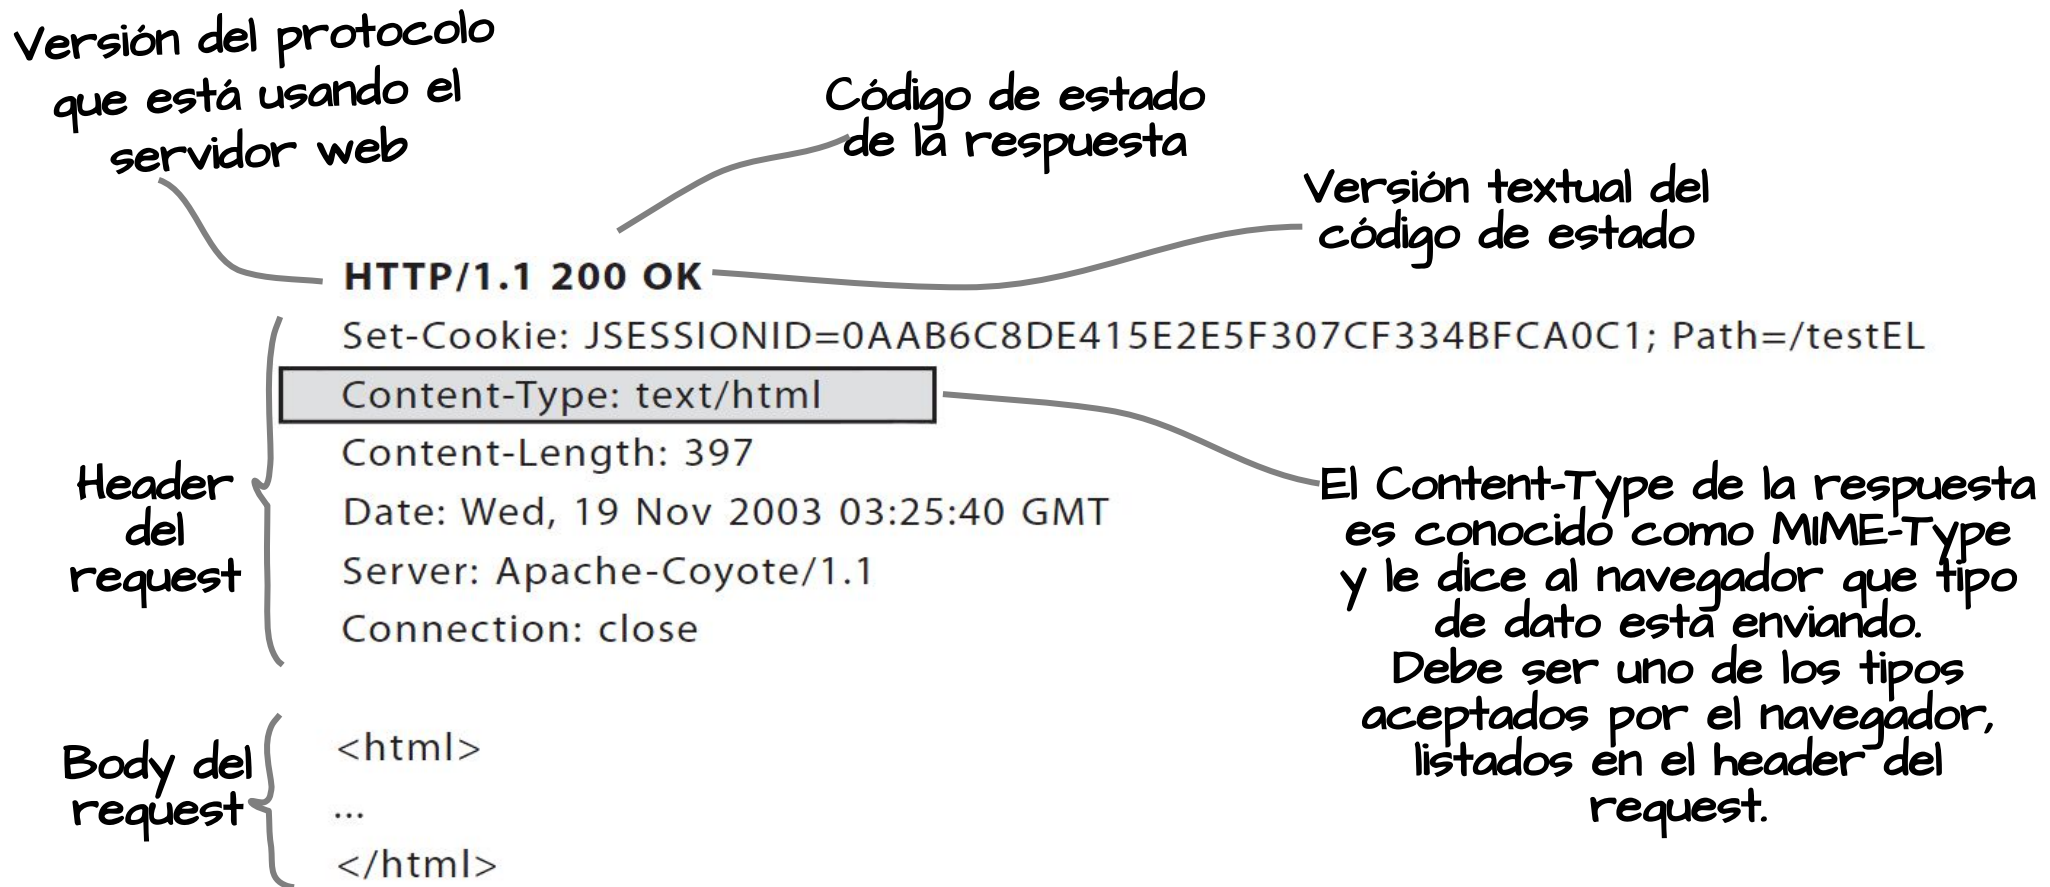 Versión del protocolo
que está usando el
servidor web
Código de estado
de la respuesta
Versión textual del
código de estado
HTTP/1.1 200 OK
Set-Cookie: JSESSIONID=0AAB6C8DE415E2E5F307CF334BFCA0C1; Path=/testEL
Content-Type: text/html
Content-Length: 397
Date: Wed, 19 Nov 2003 03:25:40 GMT
Server: Apache-Coyote/1.1
Connection: close
Header
del
request
El Content-Type de la respuesta
es conocido como MIME-Type
y le dice al navegador que tipo
de dato está enviando.
Debe ser uno de los tipos
aceptados por el navegador,
listados en el header del
request.
Body del
request
<html>
...
</html>